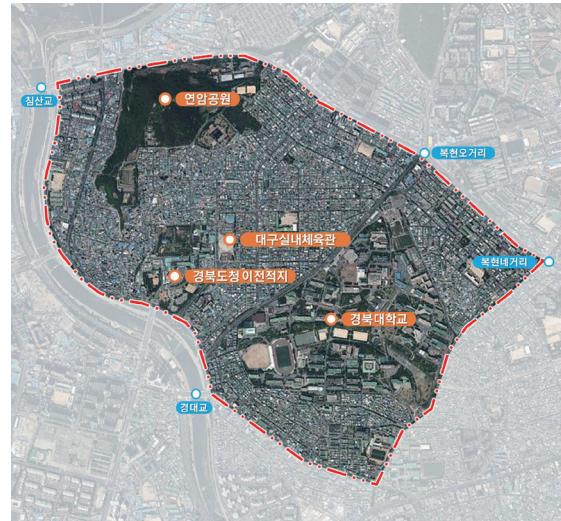 연암공원
침산교
복현오거리
대구실내체육관
복현네거리
경북도청 이전적지
경북대학교
경대교